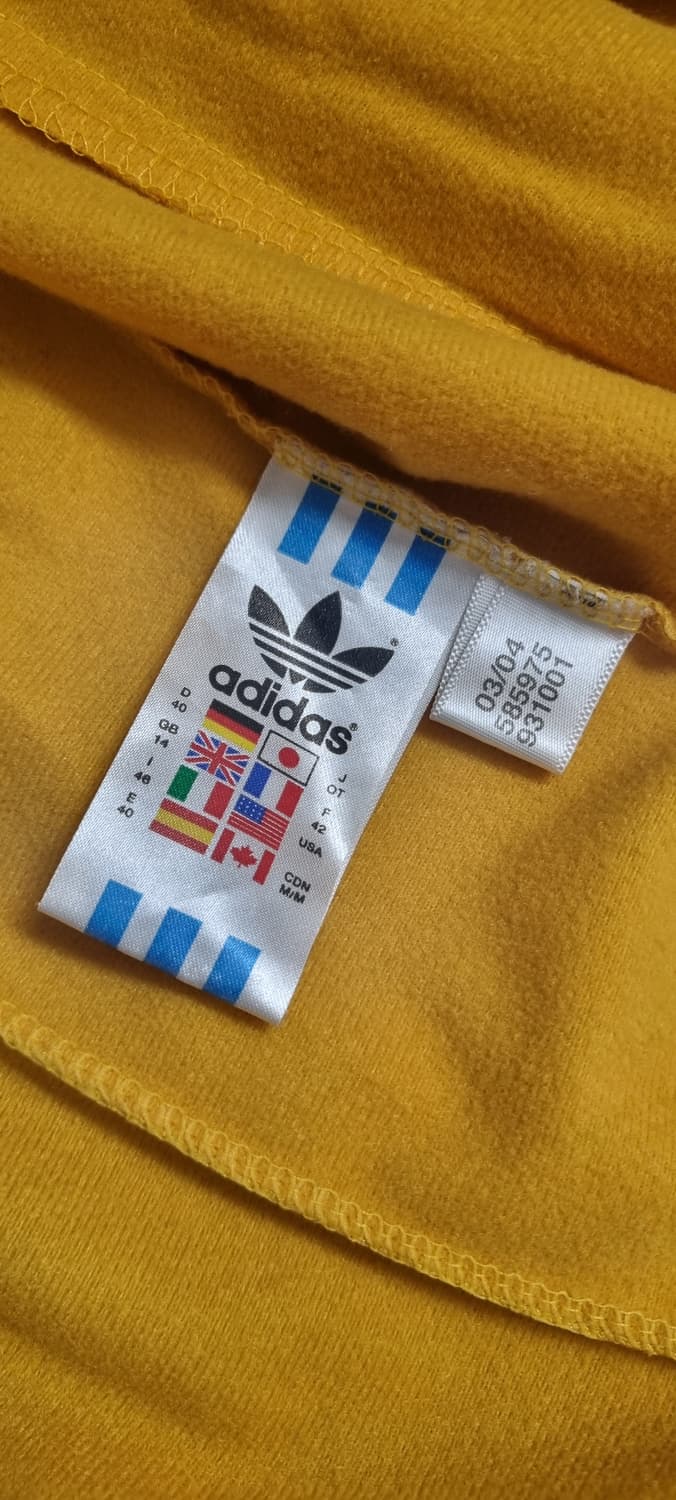 ®
adidas®
D
40
GB
14
I
46
E
40
J
OT
F
42
USA
CDN
M/M
03/04
585975
931001